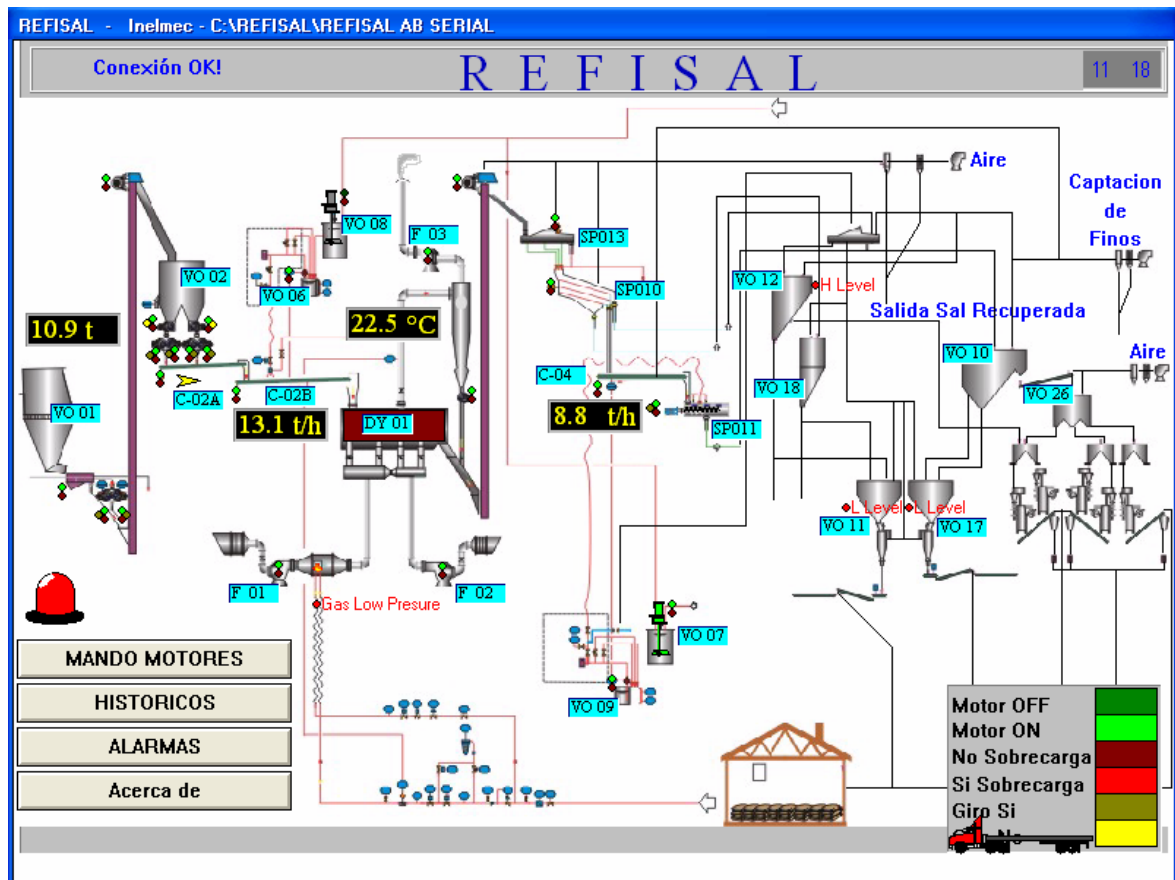 REFISAL - Inelmec - C:\REFISAL\REFISAL AB SERIAL
Conexión OK!
R E F I S A L
11 18
Aire
Captacion
de
Finos
VO 08
F 03
SP013
VO 02
VO 06
SP010
VO 12
H Level
Salida Sal Recuperada
10.9 t
22.5 °C
VO 10
Aire
C-04
VO 18
VO 26
C-02A
C-02B
VO 01
13.1 t/h
DY 01
8.8 t/h
SP011
L Level
L Level
VO 11
VO 17
F 01
F 02
Gas Low Presure
VO 07
VO 09
MANDO MOTORES
HISTORICOS
ALARMAS
Acerca de
Motor OFF
Motor ON
No Sobrecarga
Si Sobrecarga
Giro Si